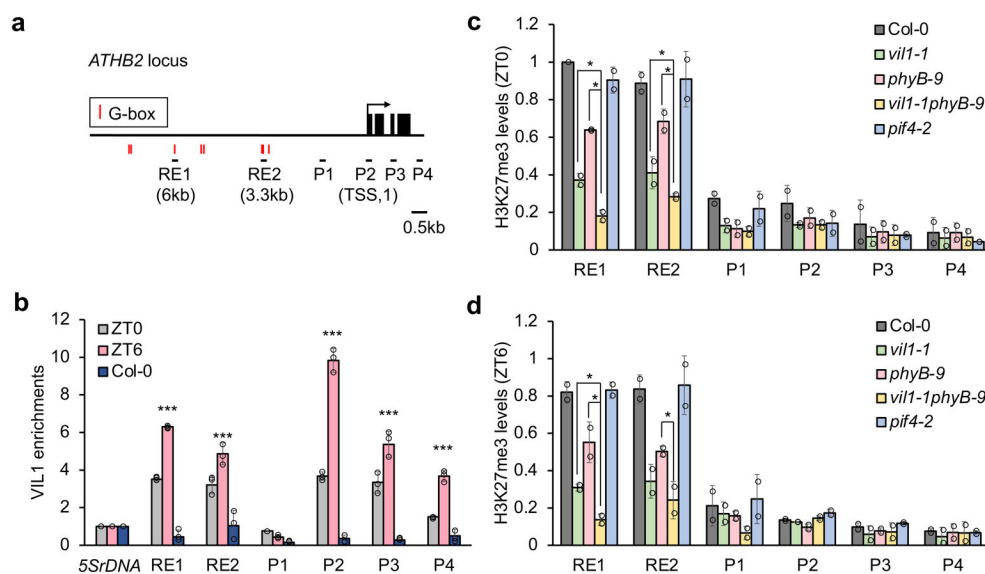 a
ATHB2 locus
G-box
RE1
(6kb)
RE2
(3.3kb)
P1
P2
P3
P4
(TSS,1)
0.5kb
b
VIL1 enrichments
12
10
8
6
4
2
0
ZT0
ZT6
Col-0
***
***
***
***
***
5SrDNA
RE1
RE2
P1
P2
P3
P4
c
H3K27me3 levels (ZT0)
1.2
1
0.8
0.6
0.4
0.2
0
Col-0
vil1-1
phyB-9
vil1-1phyB-9
pif4-2
*
*
*
*
RE1
RE2
P1
P2
P3
P4
d
H3K27me3 levels (ZT6)
1.2
1
0.8
0.6
0.4
0.2
0
Col-0
vil1-1
phyB-9
vil1-1phyB-9
pif4-2
*
*
*
RE1
RE2
P1
P2
P3
P4